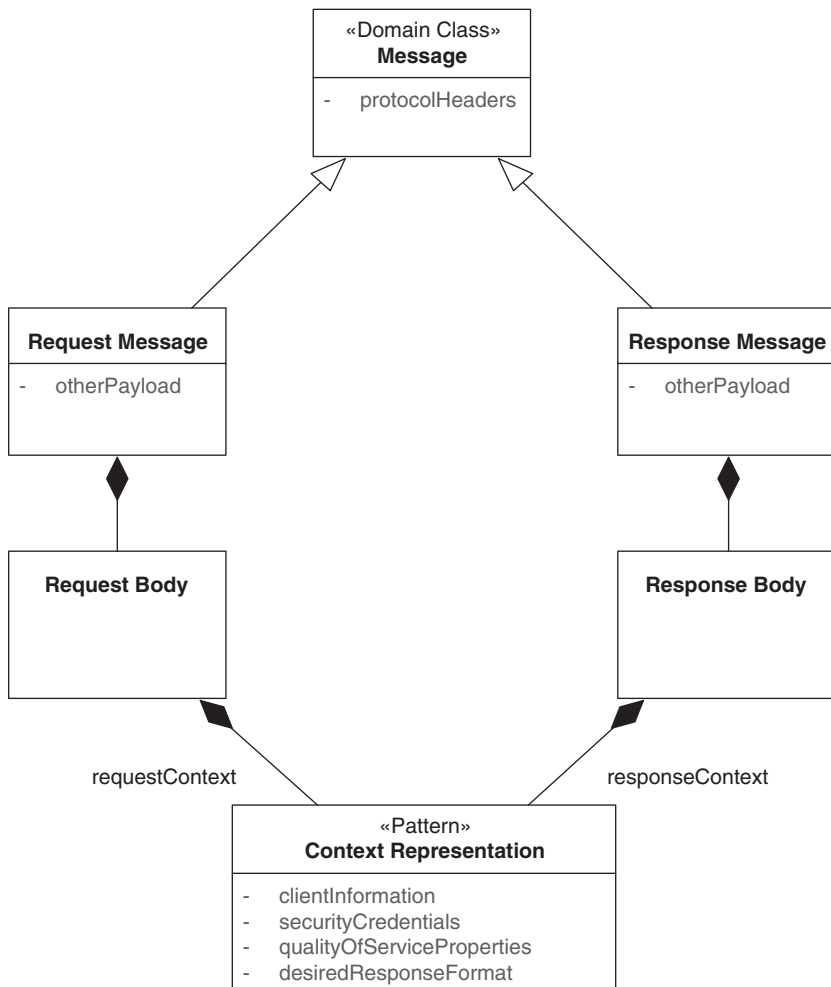 «Domain Class»
Message
- protocolHeaders
Request Message
- otherPayload
Response Message
- otherPayload
Request Body
Response Body
requestContext
responseContext
«Pattern»
Context Representation
- clientInformation
- securityCredentials
- qualityOfServiceProperties
- desiredResponseFormat